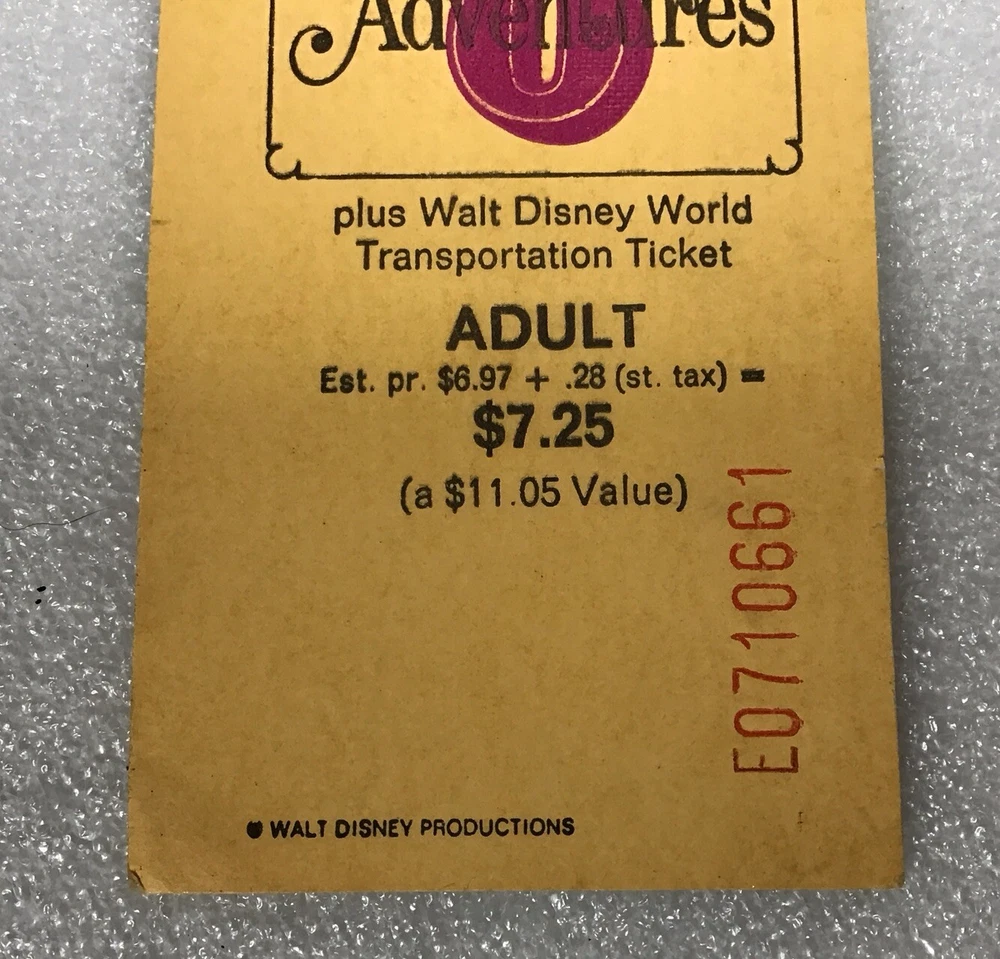 Adventures
plus Walt Disney World
Transportation Ticket
ADULT
Est. pr. $6.97 + .28 (st. tax) =
$7.25
(a $11.05 Value)
E0710661
WALT DISNEY PRODUCTIONS